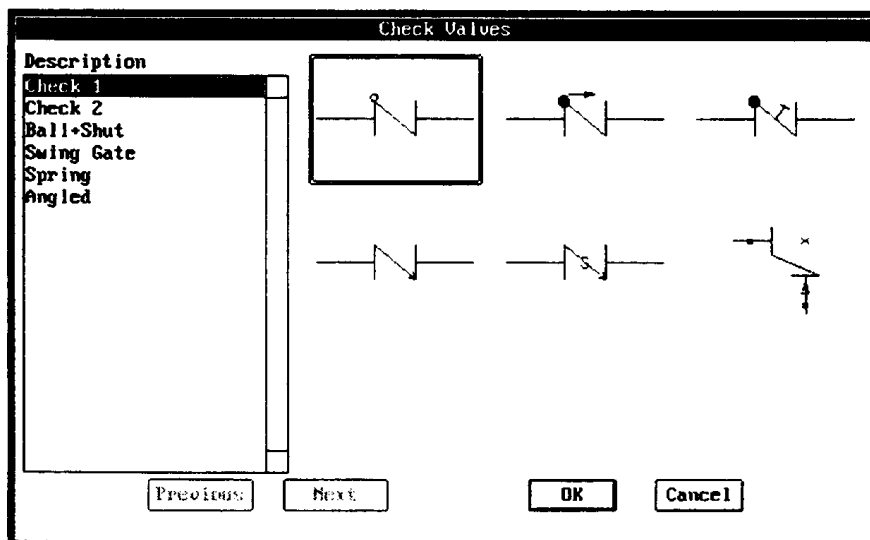 Check Valves
Description
Check 1
Check 2
Ball+Shut
Swing Gate
Spring
Angled
S
Previous
Next
OK
Cancel